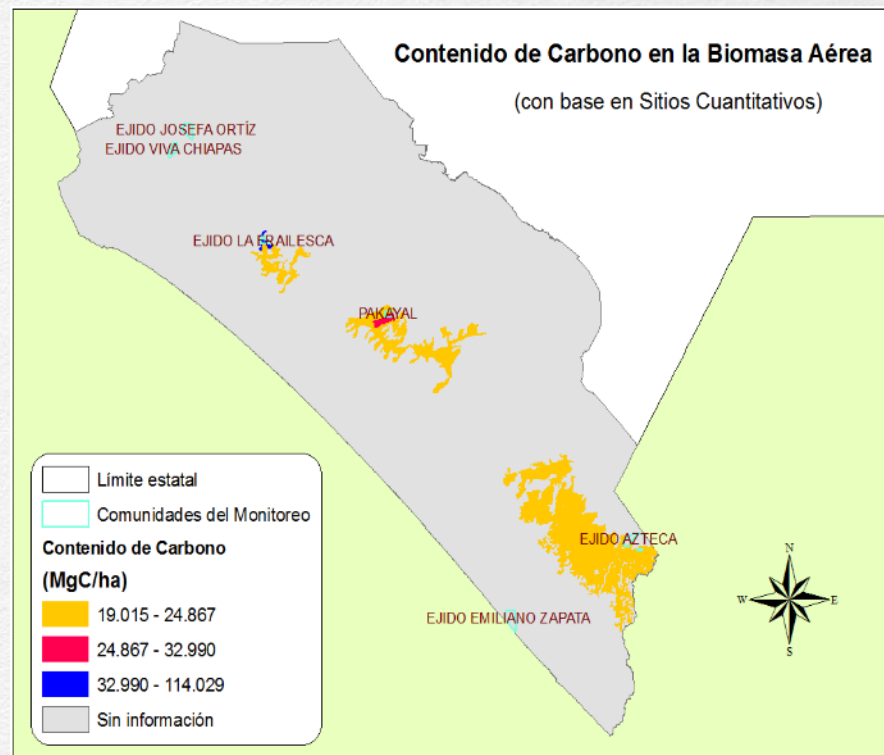 Contenido de Carbono en la Biomasa Aérea
(con base en Sitios Cuantitativos)
EJIDO JOSEFA ORTÍZ
EJIDO VIVA CHIAPAS
EJIDO LA FRAILESCA
PAKAYAL
EJIDO AZTECA
EJIDO EMILIANO ZAPATA
Límite estatal
Comunidades del Monitoreo
Contenido de Carbono
(MgC/ha)
19.015 - 24.867
24.867 - 32.990
32.990 - 114.029
Sin información
N
W E
S